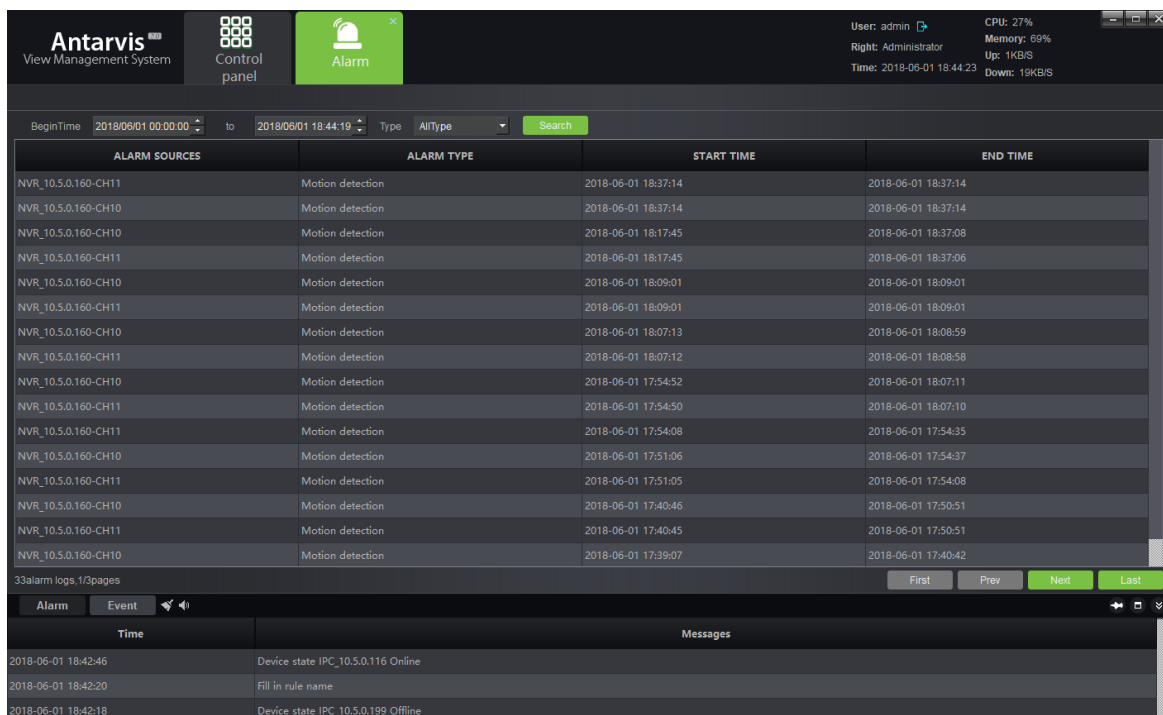 Antarvis 2.0
View Management System
Control panel
Alarm
User: admin
Right: Administrator
Time: 2018-06-01 18:44:23
CPU: 27%
Memory: 69%
Up: 1KB/S
Down: 19KB/S
BeginTime 2018/06/01 00:00:00 to 2018/06/01 18:44:19 Type AllType Search
ALARM SOURCES ALARM TYPE START TIME END TIME
NVR_10.5.0.160-CH11 Motion detection 2018-06-01 18:37:14 2018-06-01 18:37:14
NVR_10.5.0.160-CH10 Motion detection 2018-06-01 18:37:14 2018-06-01 18:37:14
NVR_10.5.0.160-CH10 Motion detection 2018-06-01 18:17:45 2018-06-01 18:37:08
NVR_10.5.0.160-CH11 Motion detection 2018-06-01 18:17:45 2018-06-01 18:37:06
NVR_10.5.0.160-CH10 Motion detection 2018-06-01 18:09:01 2018-06-01 18:09:01
NVR_10.5.0.160-CH11 Motion detection 2018-06-01 18:09:01 2018-06-01 18:09:01
NVR_10.5.0.160-CH10 Motion detection 2018-06-01 18:07:13 2018-06-01 18:08:59
NVR_10.5.0.160-CH11 Motion detection 2018-06-01 18:07:12 2018-06-01 18:08:58
NVR_10.5.0.160-CH10 Motion detection 2018-06-01 17:54:52 2018-06-01 18:07:11
NVR_10.5.0.160-CH11 Motion detection 2018-06-01 17:54:50 2018-06-01 18:07:10
NVR_10.5.0.160-CH11 Motion detection 2018-06-01 17:54:08 2018-06-01 17:54:35
NVR_10.5.0.160-CH10 Motion detection 2018-06-01 17:51:06 2018-06-01 17:54:37
NVR_10.5.0.160-CH11 Motion detection 2018-06-01 17:51:05 2018-06-01 17:54:08
NVR_10.5.0.160-CH10 Motion detection 2018-06-01 17:40:46 2018-06-01 17:50:51
NVR_10.5.0.160-CH11 Motion detection 2018-06-01 17:40:45 2018-06-01 17:50:51
NVR_10.5.0.160-CH10 Motion detection 2018-06-01 17:39:07 2018-06-01 17:40:42
33alarm logs,1/3pages First Prev Next Last
Alarm Event
Time Messages
2018-06-01 18:42:46 Device state IPC_10.5.0.116 Online
2018-06-01 18:42:20 Fill in rule name
2018-06-01 18:42:18 Device state IPC_10.5.0.199 Offline